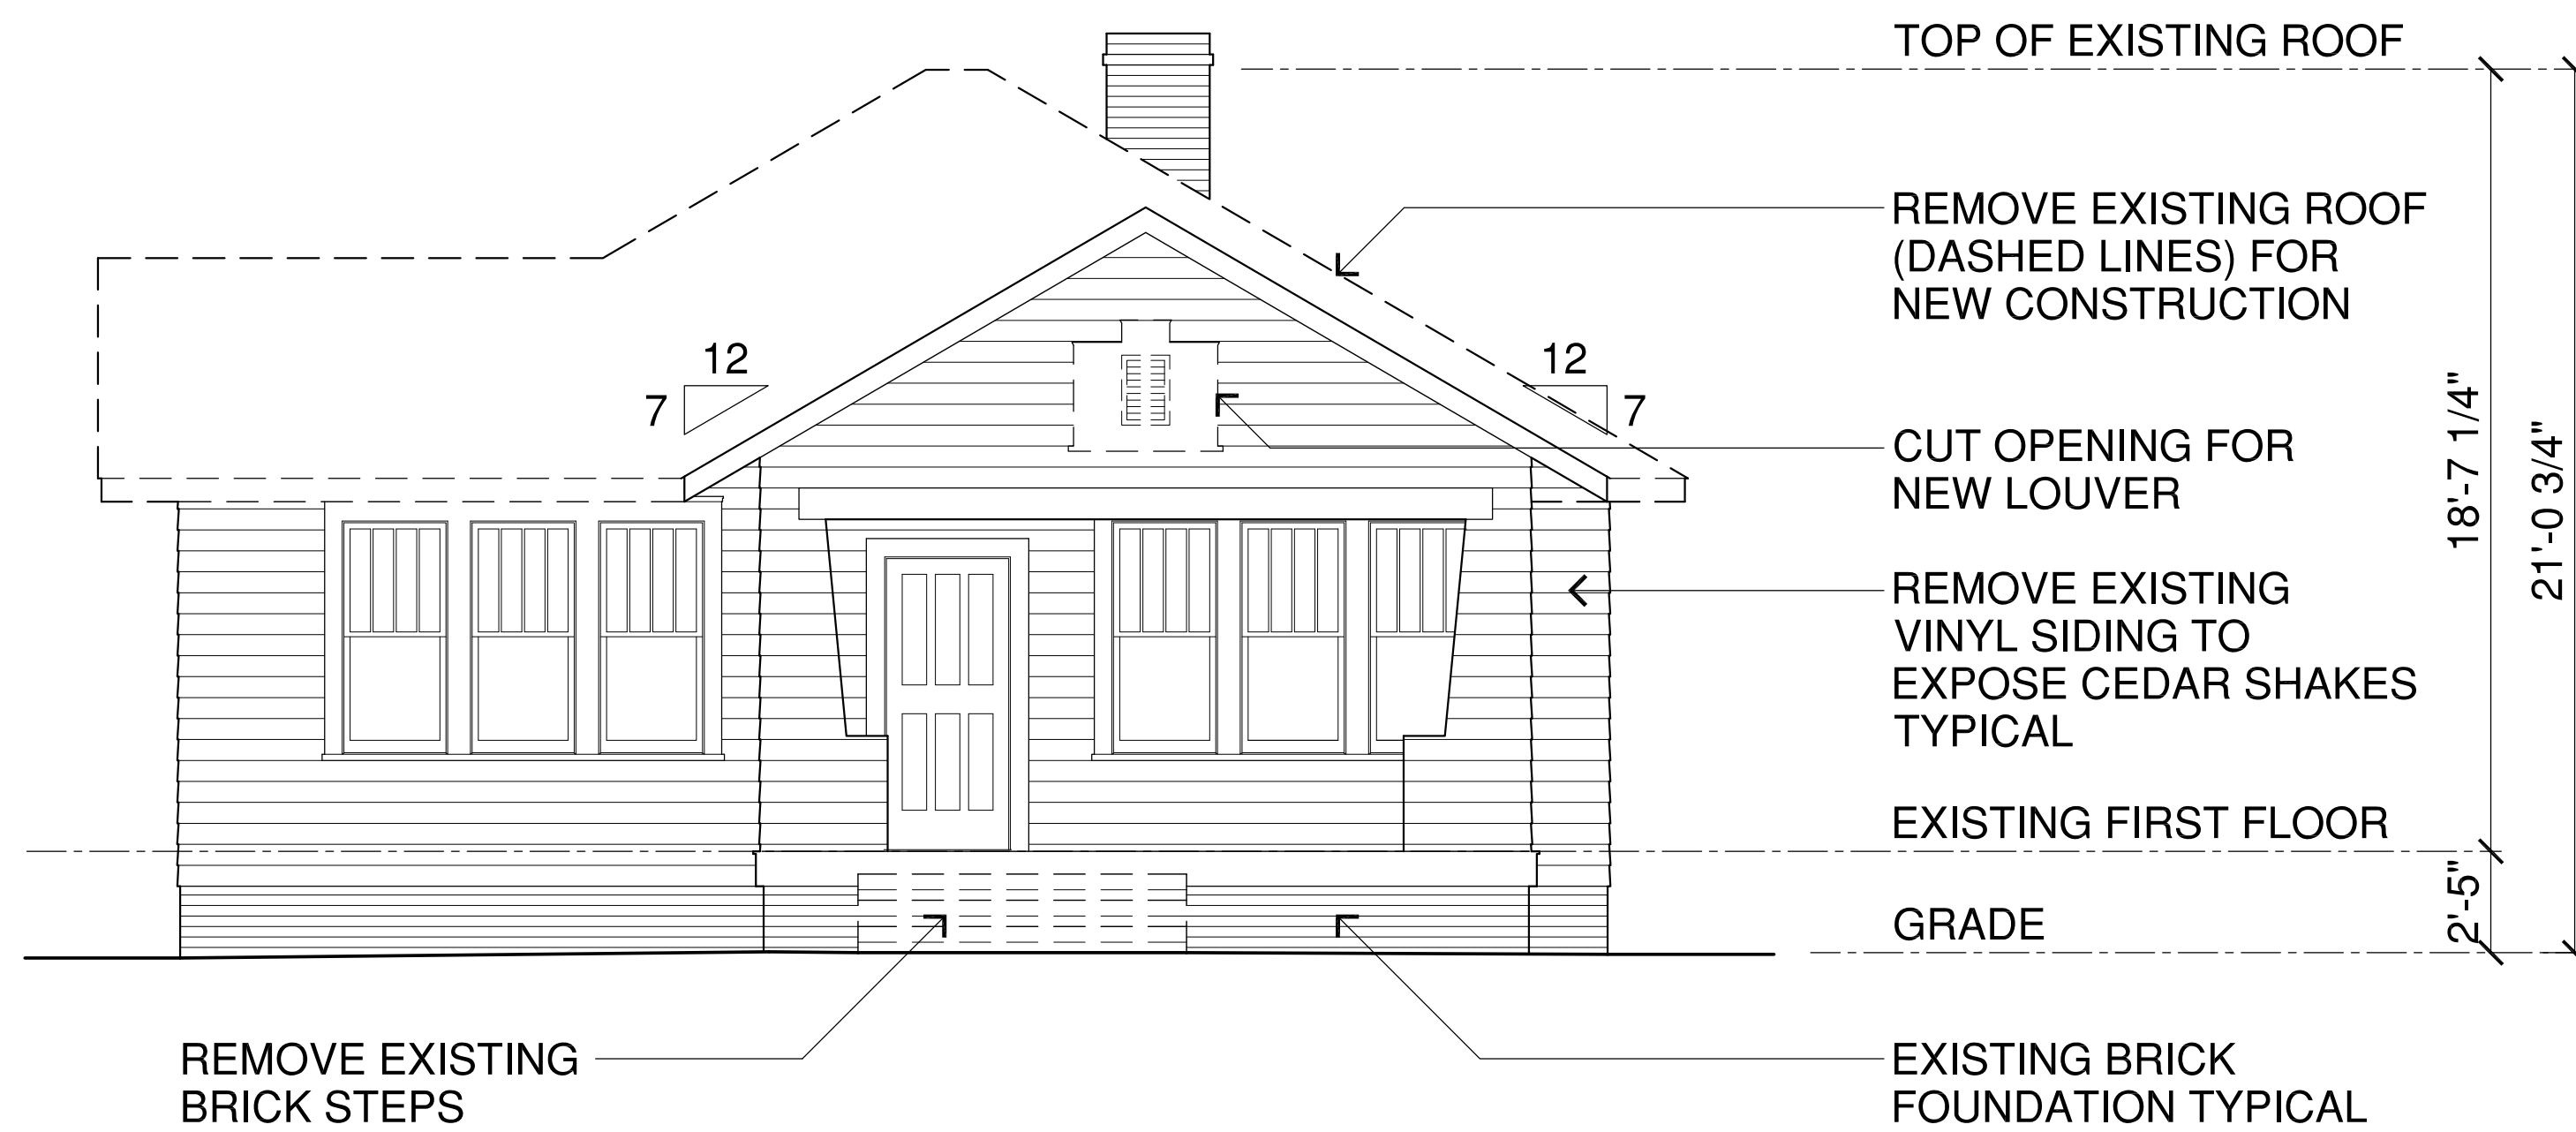 TOP OF EXISTING ROOF
REMOVE EXISTING ROOF
(DASHED LINES) FOR
NEW CONSTRUCTION
12
7
12
7
18'-7 1/4"
21'-0 3/4"
CUT OPENING FOR
NEW LOUVER
REMOVE EXISTING
VINYL SIDING TO
EXPOSE CEDAR SHAKES
TYPICAL
EXISTING FIRST FLOOR
2'-5"
GRADE
REMOVE EXISTING
BRICK STEPS
EXISTING BRICK
FOUNDATION TYPICAL